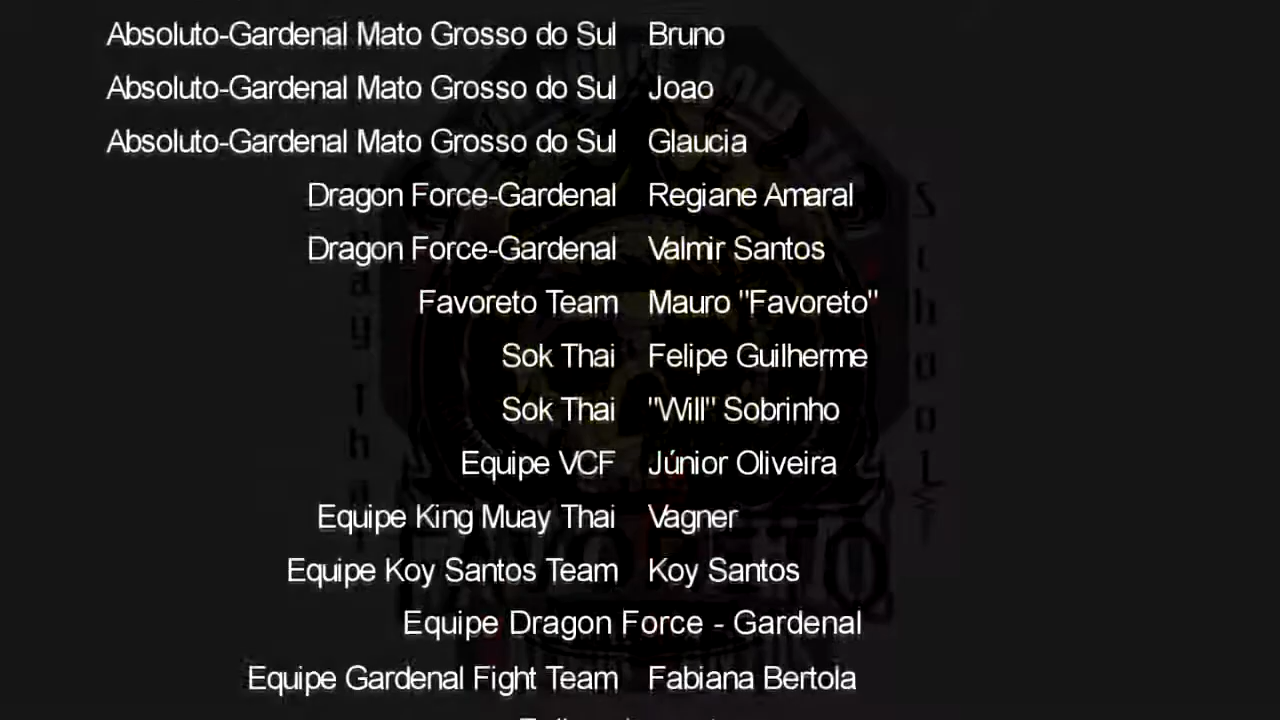 Absoluto-Gardenal Mato Grosso do Sul Bruno
Absoluto-Gardenal Mato Grosso do Sul Joao
Absoluto-Gardenal Mato Grosso do Sul Glaucia
Dragon Force-Gardenal Regiane Amaral
Dragon Force-Gardenal Valmir Santos
Favoreto Team Mauro "Favoreto"
Sok Thai Felipe Guilherme
Sok Thai "Will" Sobrinho
Equipe VCF Júnior Oliveira
Equipe King Muay Thai Vagner
Equipe Koy Santos Team Koy Santos
Equipe Dragon Force - Gardenal
Equipe Gardenal Fight Team Fabiana Bertola
FAVORETO